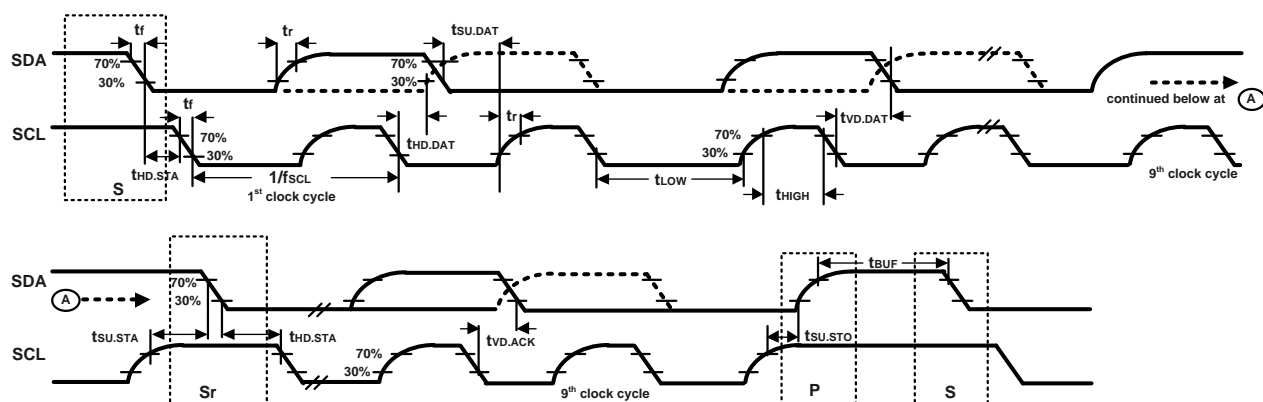 tf
tr
tSU.DAT
SDA
70%
30%
70%
30%
continued below at A
tf
tHD.DAT
tr
tVD.DAT
SCL
70%
30%
70%
30%
tHD.STA
S
1/fSCL
1st clock cycle
tLOW
tHIGH
9th clock cycle
SDA
70%
30%
A
tBUF
tSU.STA
tHD.STA
tVD.ACK
tSU.STO
SCL
70%
30%
Sr
9th clock cycle
P
S